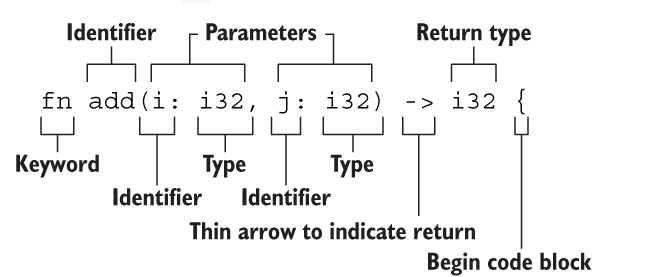 Identifier Parameters Return type
fn add(i: i32, j: i32) -> i32 {
Keyword Type Type
Identifier Identifier
Thin arrow to indicate return
Begin code block